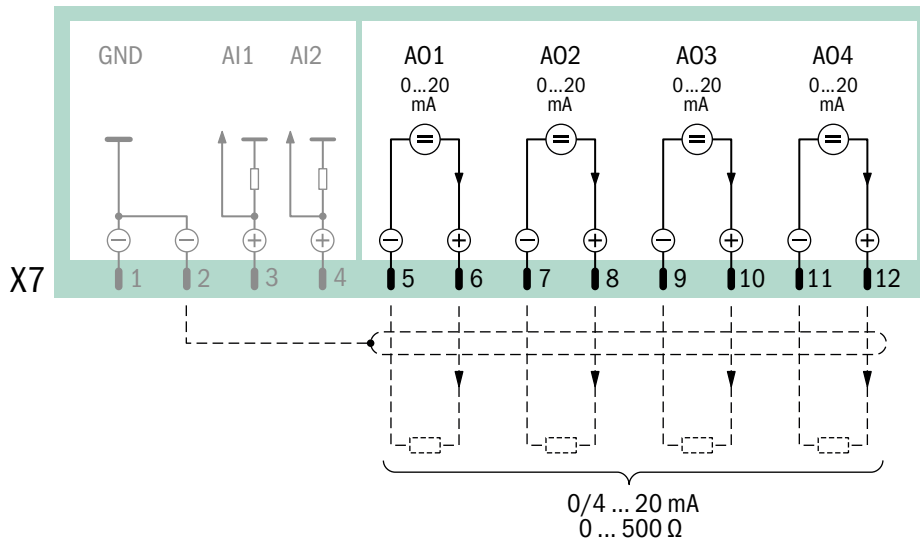 GND AI1 AI2 AO1 AO2 AO3 AO4
0...20 0...20 0...20 0...20
mA mA mA mA
X7 1 2 3 4 5 6 7 8 9 10 11 12
0/4 ... 20 mA
0 ... 500 Ω